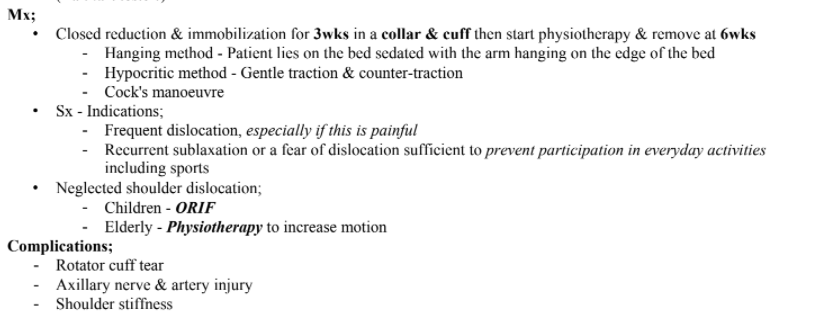 Mx;
• Closed reduction & immobilization for 3wks in a collar & cuff then start physiotherapy & remove at 6wks
- Hanging method - Patient lies on the bed sedated with the arm hanging on the edge of the bed
- Hypocritic method - Gentle traction & counter-traction
- Cock's manoeuvre
• Sx - Indications;
- Frequent dislocation, especially if this is painful
- Recurrent sublaxation or a fear of dislocation sufficient to prevent participation in everyday activities
including sports
• Neglected shoulder dislocation;
- Children - ORIF
- Elderly - Physiotherapy to increase motion
Complications;
- Rotator cuff tear
- Axillary nerve & artery injury
- Shoulder stiffness